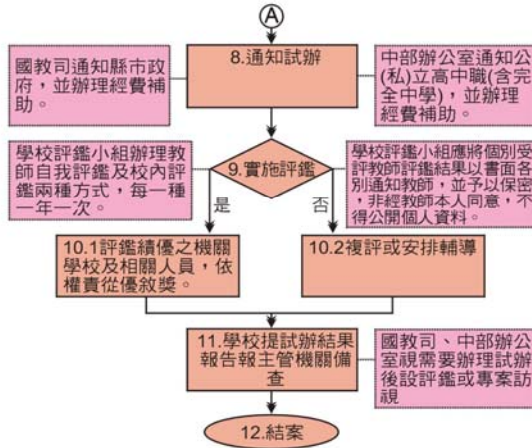 A
8.通知試辦
國教司通知縣市政
府，並辦理經費補
助。
中部辦公室通知公
(私)立高中職(含完
全中學)，並辦理
經費補助。
學校評鑑小組辦理教
師自我評鑑及校內評
鑑兩種方式，每一種
一年一次。
9.實施評鑑
學校評鑑小組應將個別受
評教師評鑑結果以書面各
別通知教師，並予以保密
，非經教師本人同意，不
得公開個人資料。
是
否
10.1評鑑績優之機關
學校及相關人員，依
權責從優敘獎。
10.2複評或安排輔導
11.學校提試辦結果
報告報主管機關備
查
國教司、中部辦公
室視需要辦理試辦
後設評鑑或專案訪
視
12.結案